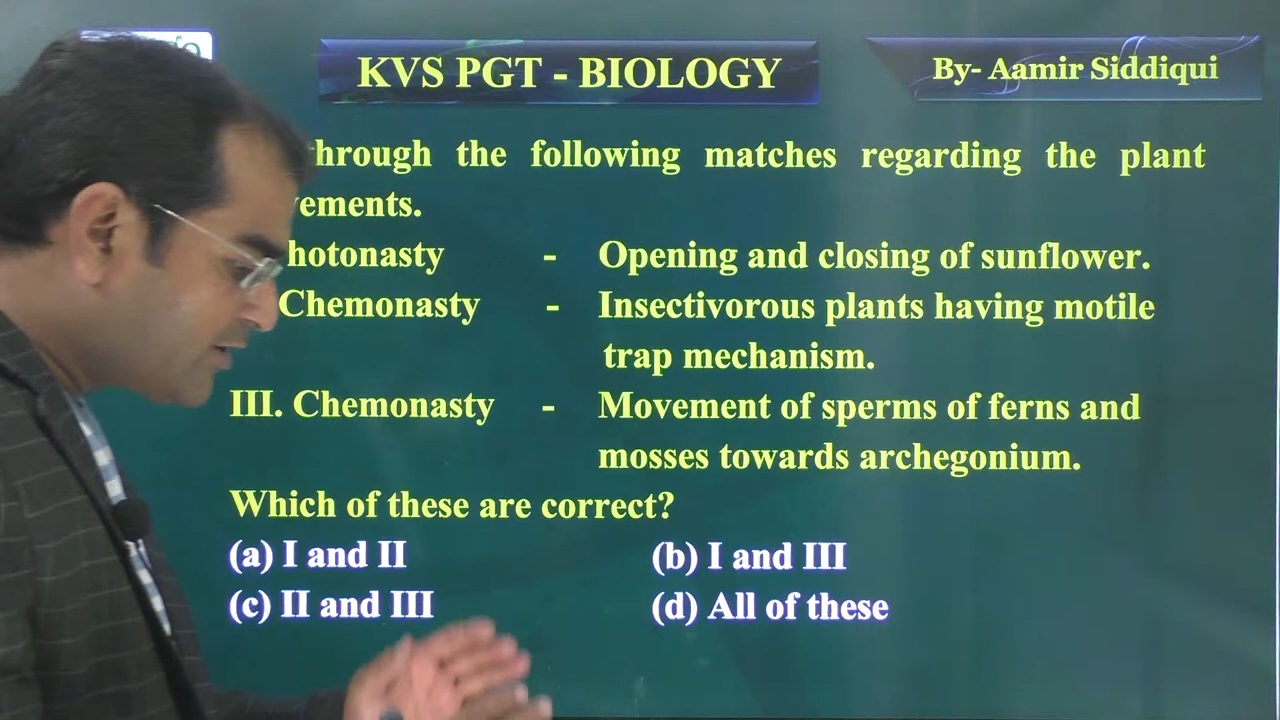 KVS PGT - BIOLOGY
By- Aamir Siddiqui
through the following matches regarding the plant
vements.
hotonasty - Opening and closing of sunflower.
Chemonasty - Insectivorous plants having motile
trap mechanism.
III. Chemonasty - Movement of sperms of ferns and
mosses towards archegonium.
Which of these are correct?
(a) I and II (b) I and III
(c) II and III (d) All of these